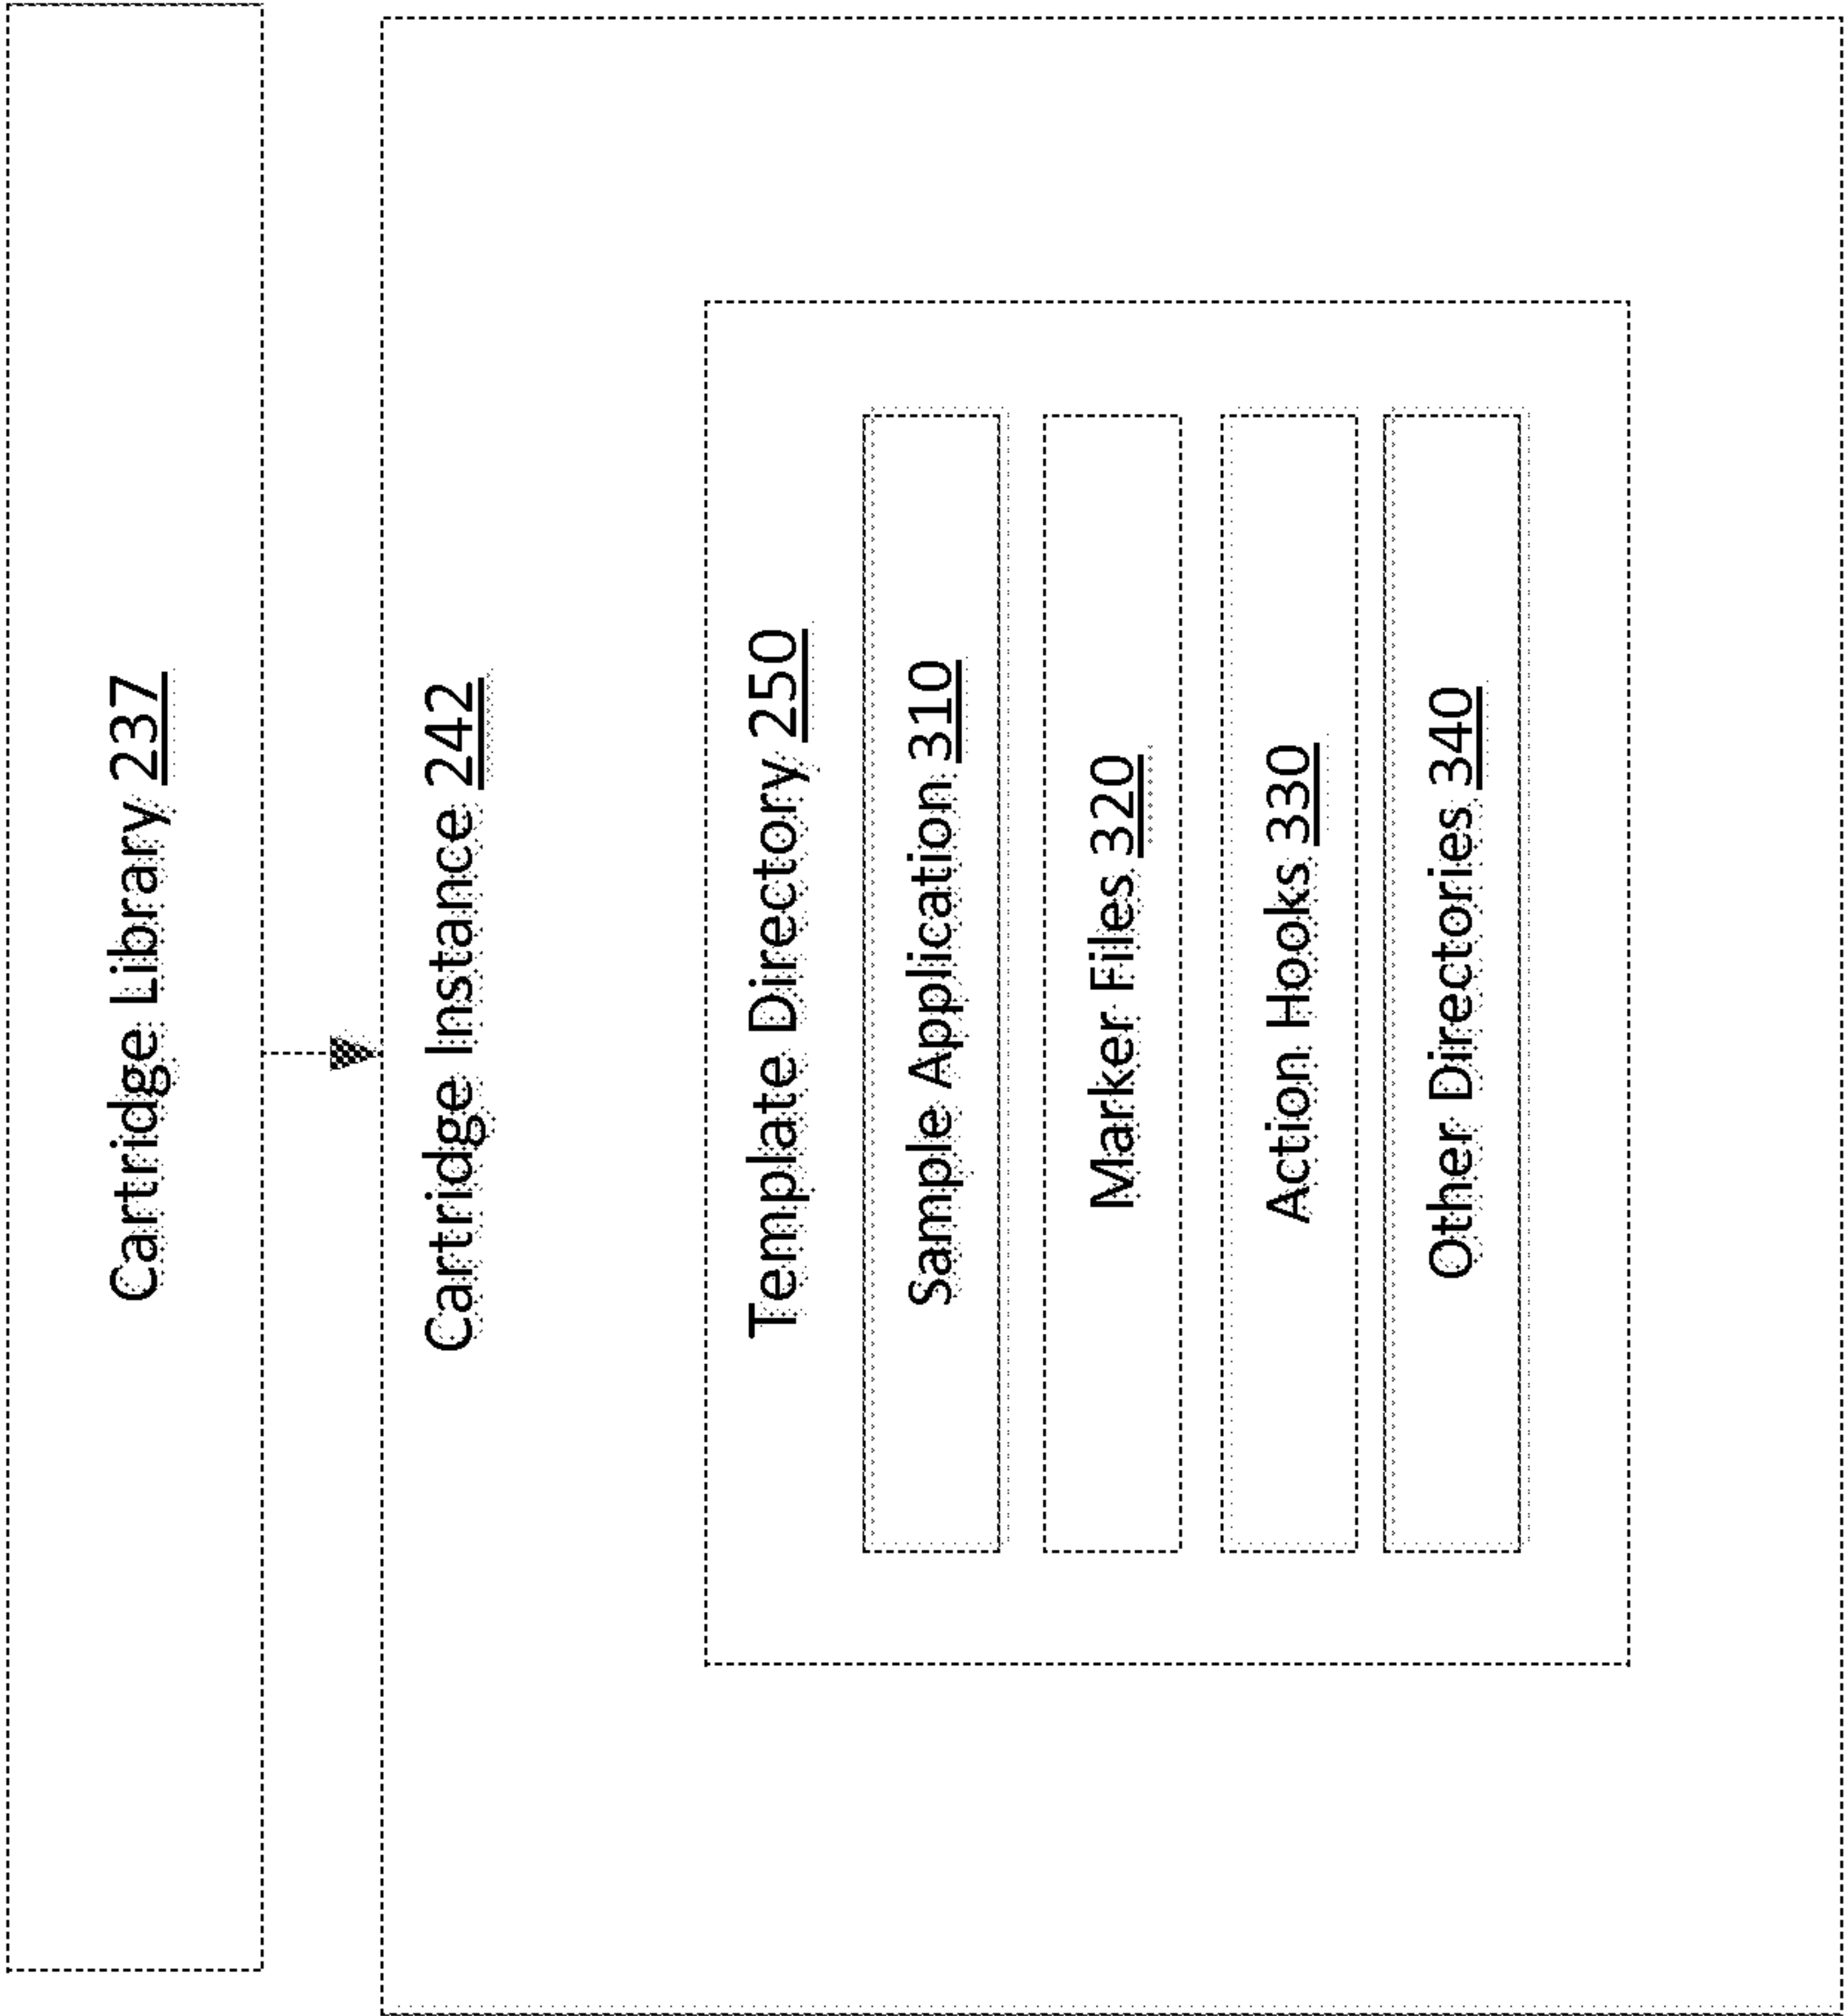 Cartridge Library 237
Cartridge Instance 242
Template Directory 250
Sample Application 310
Marker Files 320
Action Hooks 330
Other Directories 340